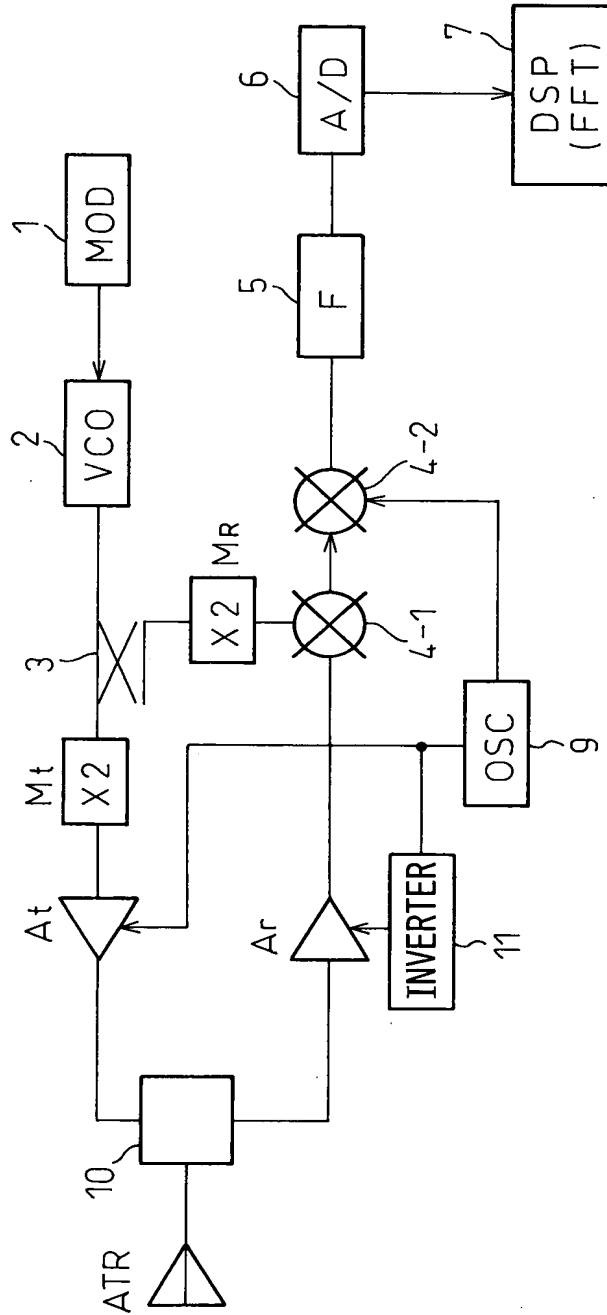 1
MOD
2
VCO
3
Mt
X2
At
MR
X2
10
ATR
Ar
INVERTER
11
OSC
9
4-1
4-2
5
F
6
A/D
7
DSP
(FFT)